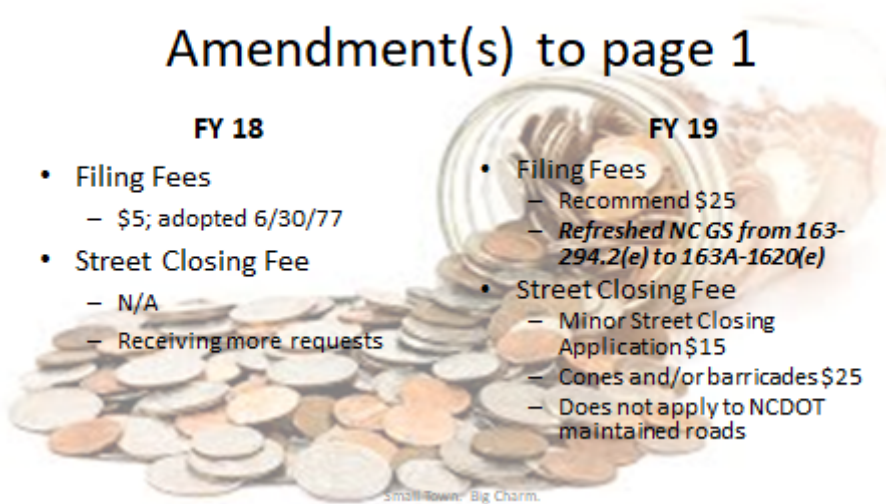 Amendment(s) to page 1
FY 18
• Filing Fees
– $5; adopted 6/30/77
• Street Closing Fee
– N/A
– Receiving more requests
FY 19
• Filing Fees
– Recommend $25
– Refreshed NC GS from 163-
294.2(e) to 163A-1620(e)
• Street Closing Fee
– Minor Street Closing
Application $15
– Cones and/or barricades $25
– Does not apply to NCDOT
maintained roads
Small Town. Big Charm.